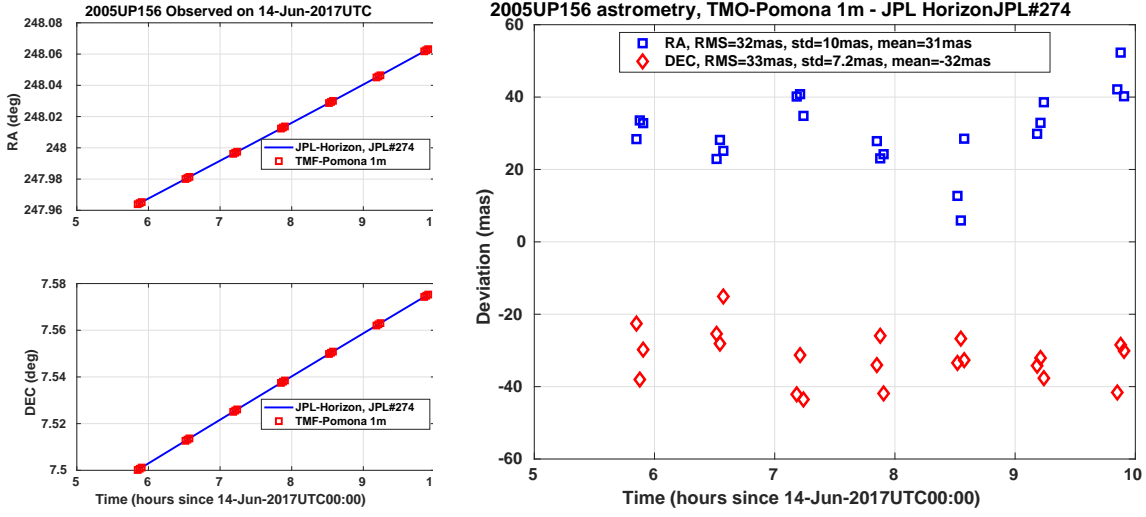 2005UP156 Observed on 14-Jun-2017UTC
248.08
248.06
248.04
248.02
248
247.98
247.96
RA (deg)
JPL-Horizon, JPL#274
TMF-Pomona 1m
5 6 7 8 9 1
7.58
7.56
7.54
7.52
7.5
DEC (deg)
JPL-Horizon, JPL#274
TMF-Pomona 1m
5 6 7 8 9 1
Time (hours since 14-Jun-2017UTC00:00)
2005UP156 astrometry, TMO-Pomona 1m - JPL HorizonJPL#274
RA, RMS=32mas, std=10mas, mean=31mas
DEC, RMS=33mas, std=7.2mas, mean=-32mas
60
40
20
0
-20
-40
-60
Deviation (mas)
5 6 7 8 9 10
Time (hours since 14-Jun-2017UTC00:00)